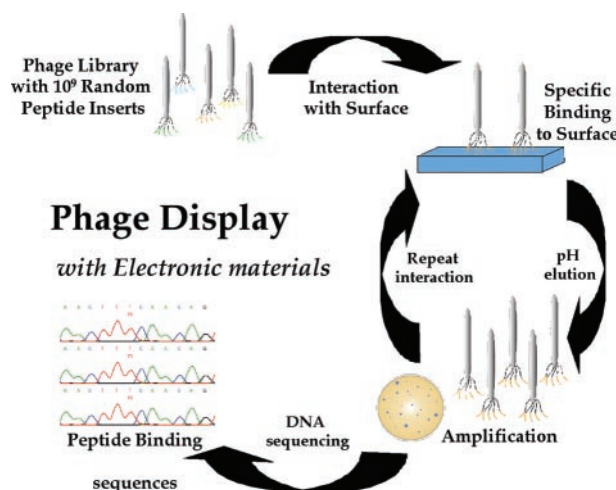 Phage Library
with 10⁹ Random
Peptide Inserts
Interaction
with Surface
Specific
Binding
to Surface
Phage Display
with Electronic materials
Repeat
interaction
pH
elution
Amplification
DNA
sequencing
Peptide Binding
sequences